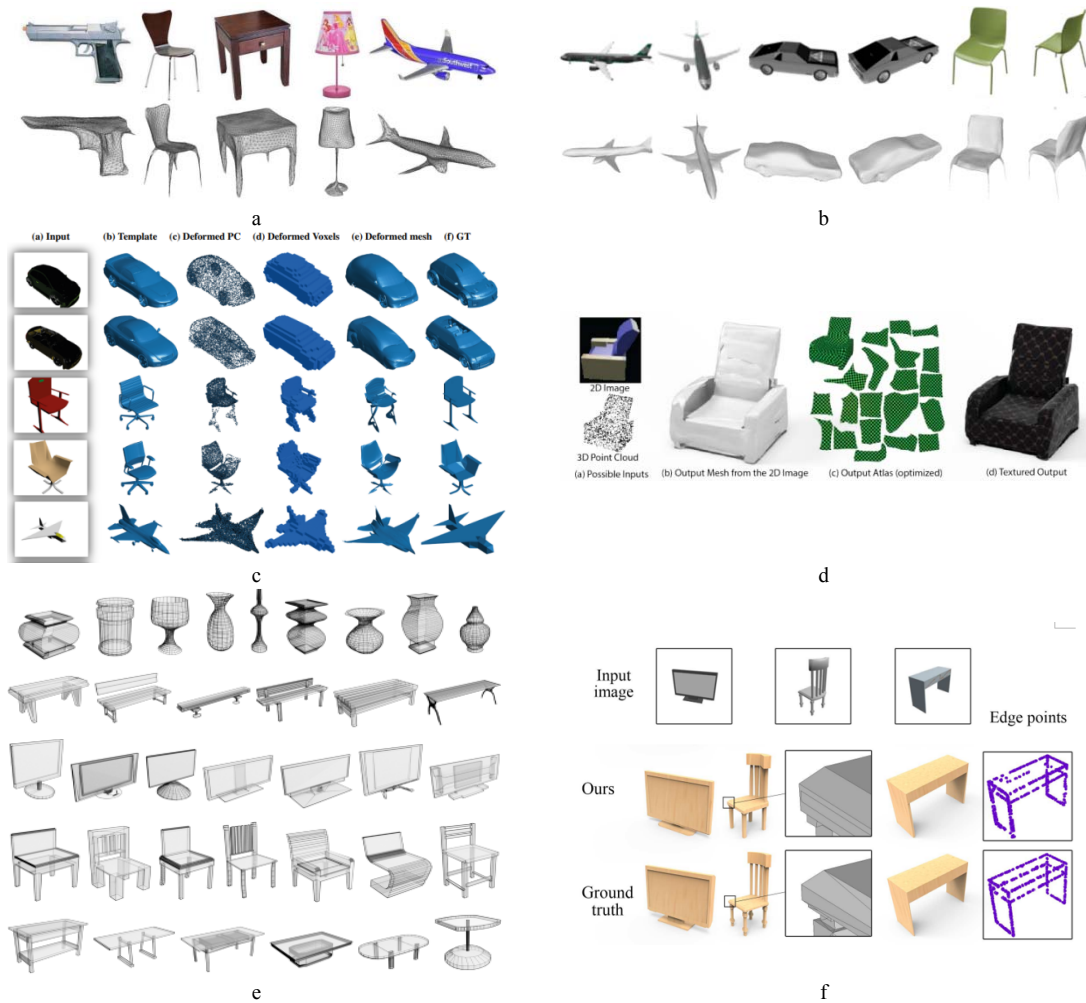 a
b
(a) Input (b) Template (c) Deformed PC (d) Deformed Voxels (e) Deformed mesh (f) GT
c
2D Image
3D Point Cloud
(a) Possible Inputs (b) Output Mesh from the 2D Image (c) Output Atlas (optimized) (d) Textured Output
d
e
Input
image
Edge points
Ours
Ground
truth
f
Southwest